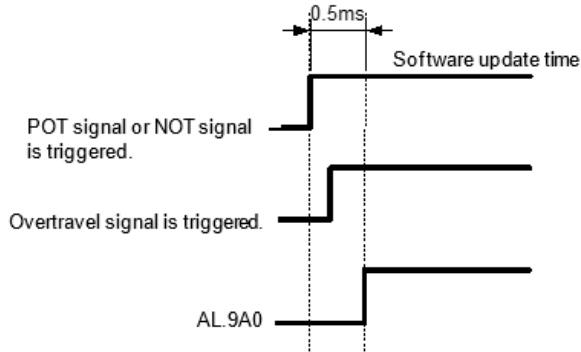 0.5ms
Software update time
POT signal or NOT signal
is triggered.
Overtravel signal is triggered.
AL.9A0